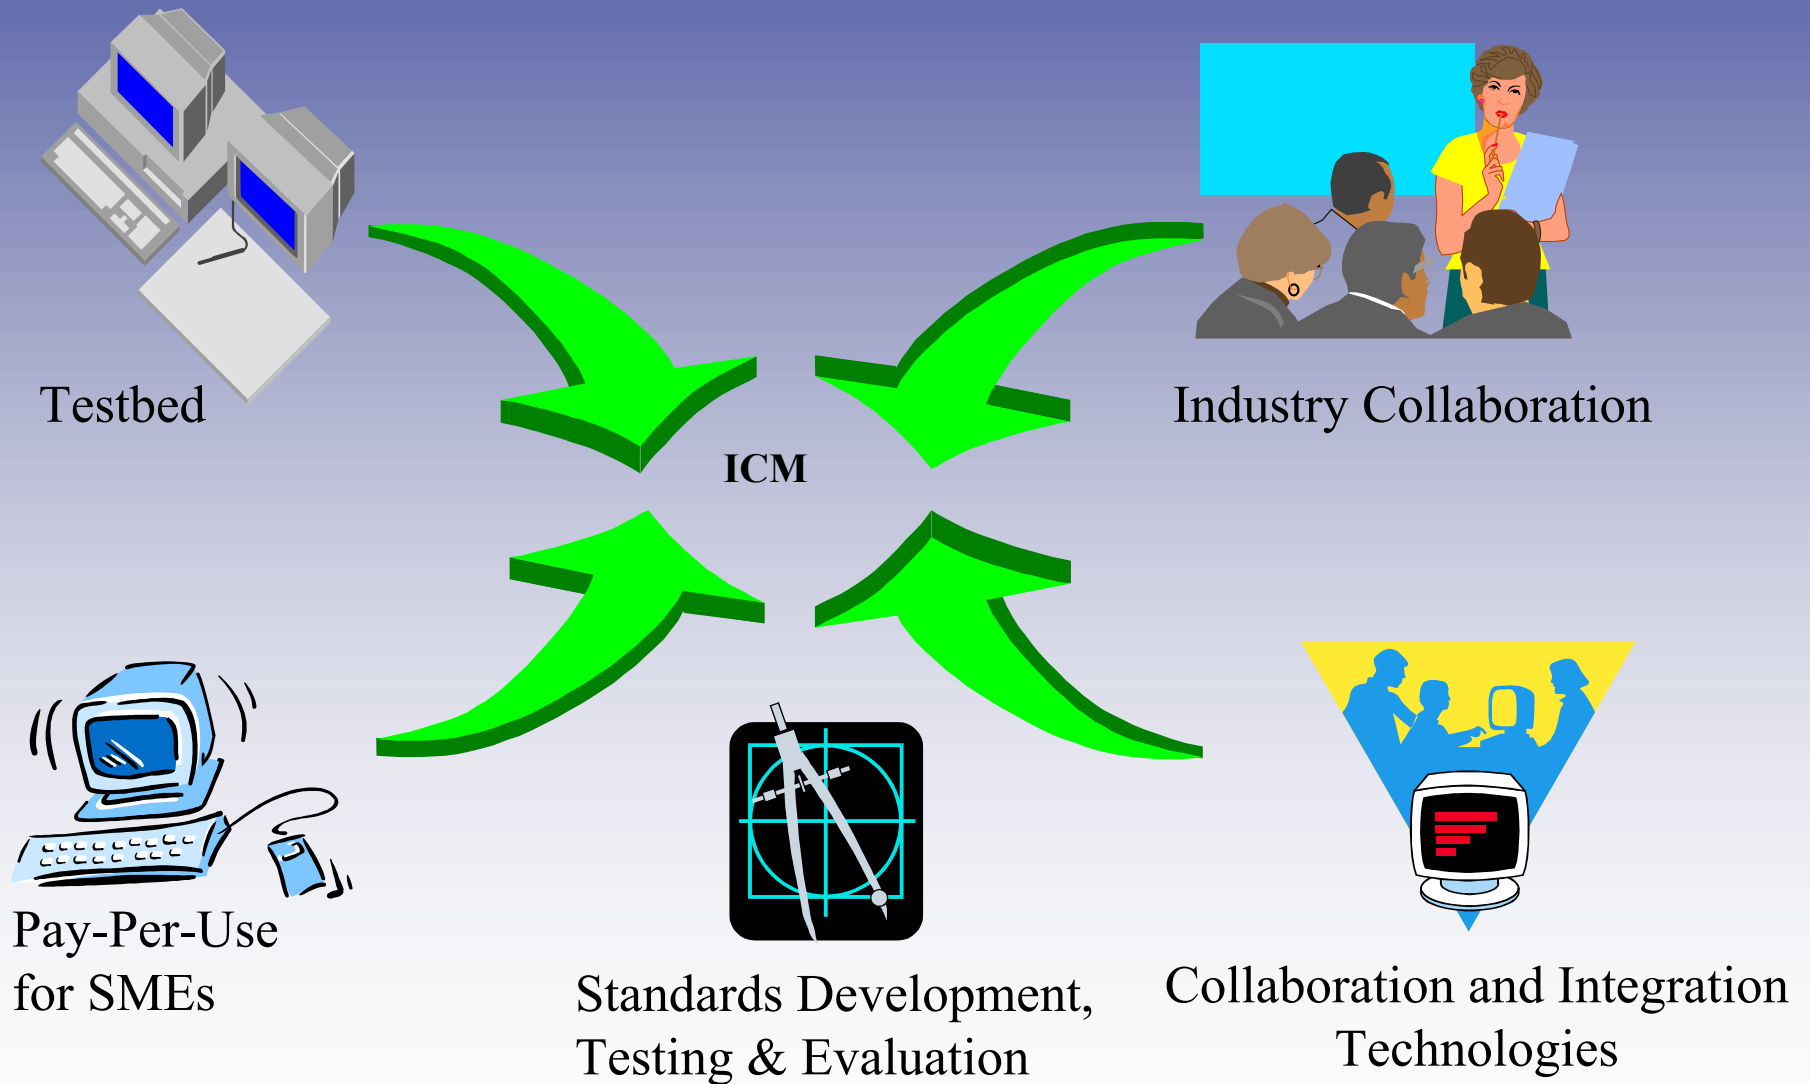 Testbed
Industry Collaboration
ICM
Pay-Per-Use
for SMEs
Standards Development,
Testing & Evaluation
Collaboration and Integration
Technologies